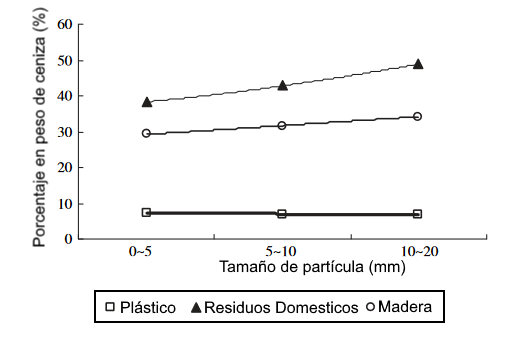 Porcentaje en peso de ceniza (%)
60
50
40
30
20
10
0
0~5 5~10 10~20
Tamaño de partícula (mm)
Plástico Residuos Domesticos Madera